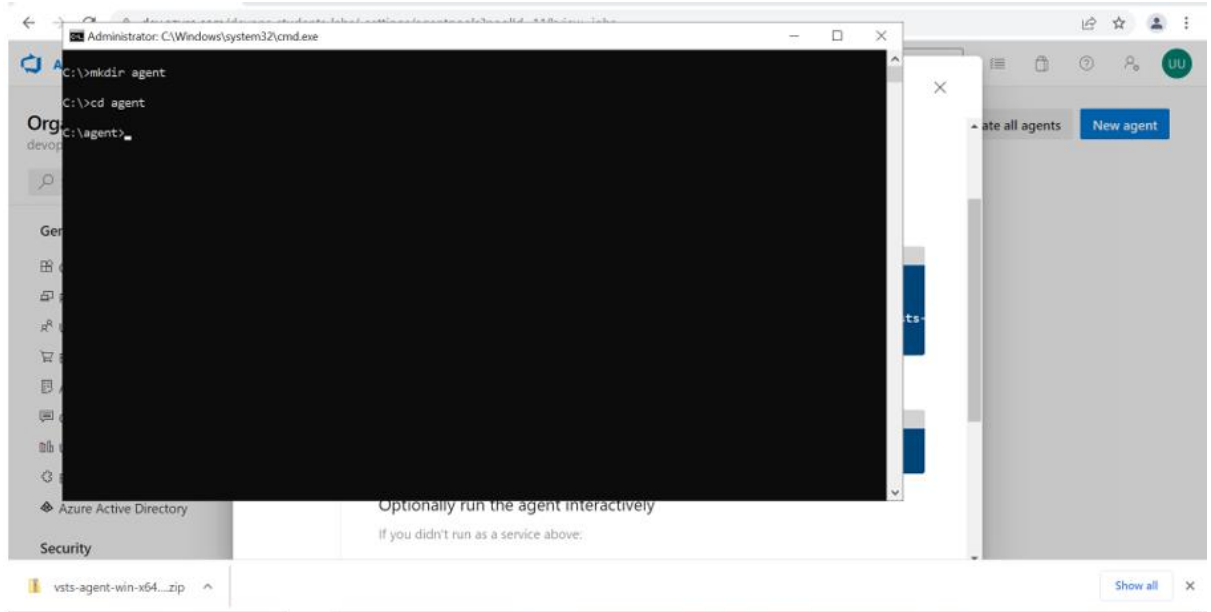 Administrator: C:\Windows\system32\cmd.exe
C:\>mkdir agent
C:\>cd agent
C:\agent>
UU
ate all agents
New agent
Org
devop
Ger
ts-
Azure Active Directory
Optionally run the agent interactively
If you didn't run as a service above:
Security
vsts-agent-win-x64....zip
Show all